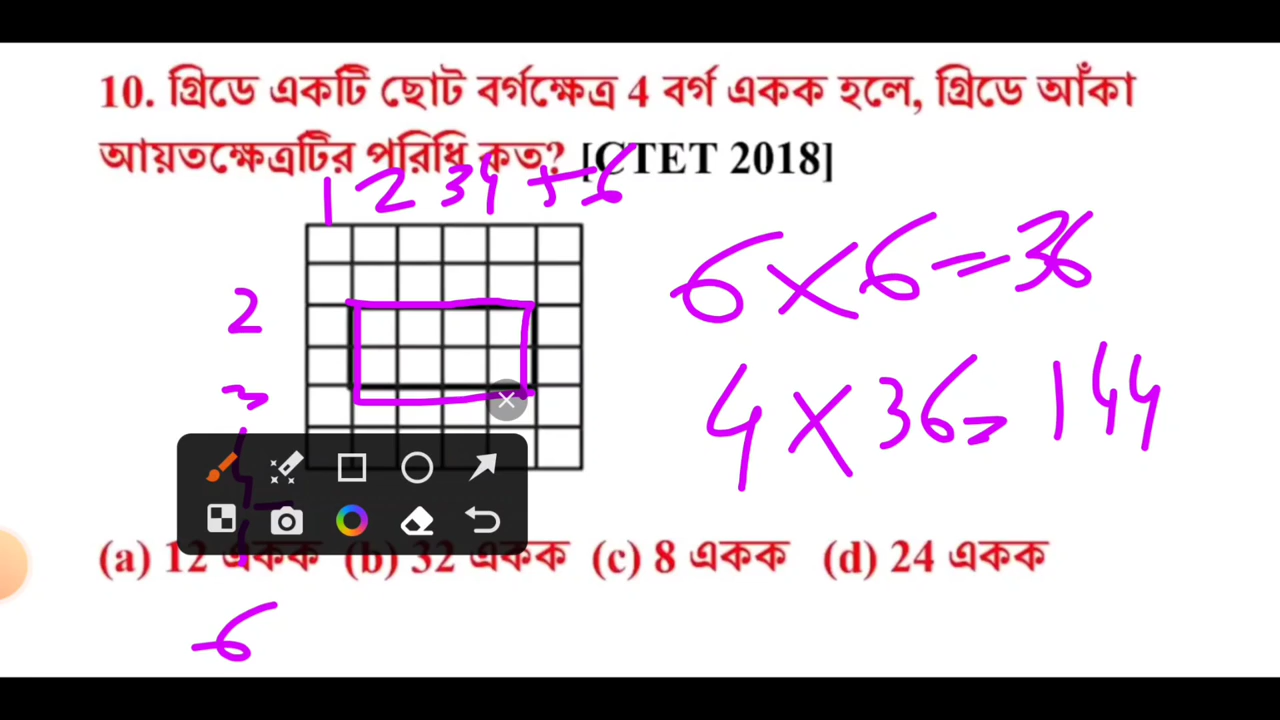 10. গ্রিডে একটি ছোট বর্গক্ষেত্র 4 বর্গ একক হলে, গ্রিডে আঁকা
আয়তক্ষেত্রটির পরিধি কত? [CTET 2018]
1 2 3 4 5 6
6 × 6 = 36
2
3
4 × 36 = 144
(a) 12 একক (b) 32 একক (c) 8 একক (d) 24 একক
6